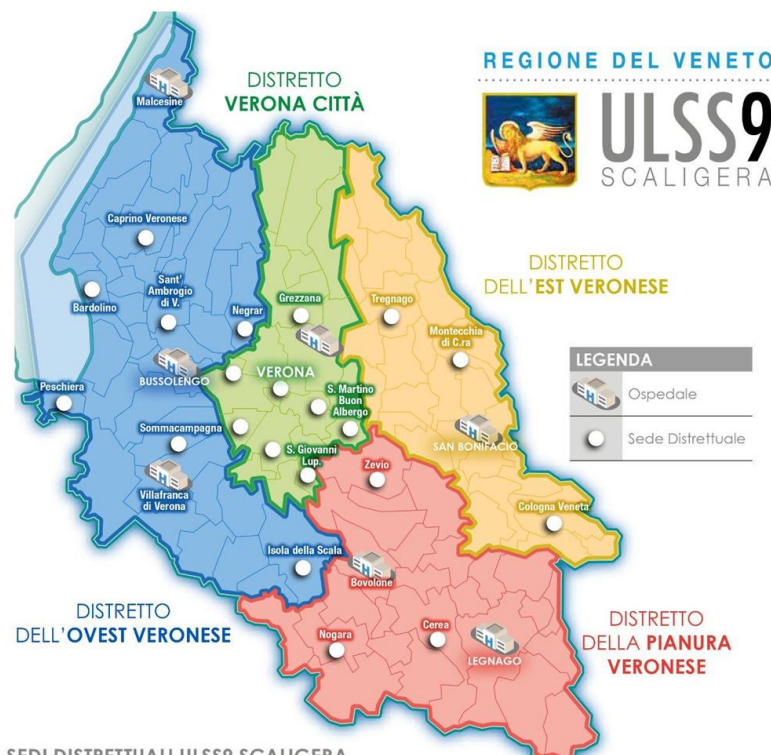 REGIONE DEL VENETO
ULSS9
SCALIGERA
DISTRETTO
VERONA CITTÀ
Malcesine
Caprino Veronese
Sant'
Ambrogio
di V.
Bardolino
Negrar
Grezzana
Tregnago
DISTRETTO
DELL'EST VERONESE
Montecchia
di C.ra
BUSSOLENGO
VERONA
Peschiera
S. Martino
Buon
Albergo
LEGENDA
Ospedale
Sede Distrettuale
Sommacampagna
S. Giovanni
Lup.
SAN BONIFACIO
Zevio
Villafranca
di Verona
Cologna Veneta
Isola della Scala
Bovolone
DISTRETTO
DELL'OVEST VERONESE
Nogara
Cerea
LEGNAGO
DISTRETTO
DELLA PIANURA
VERONESE
SEDI DISTRETTUALI ULSS9 SCALIGERA